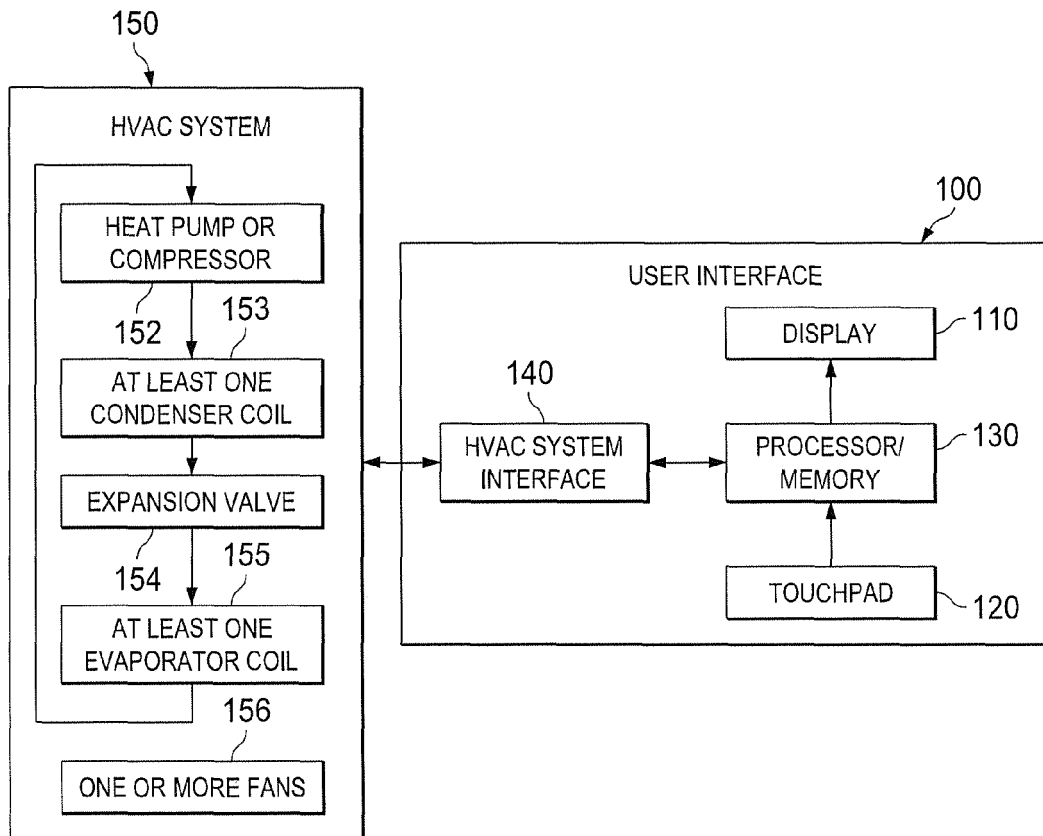 150
HVAC SYSTEM
HEAT PUMP OR
COMPRESSOR
152
153
AT LEAST ONE
CONDENSER COIL
EXPANSION VALVE
154
155
AT LEAST ONE
EVAPORATOR COIL
156
ONE OR MORE FANS
100
USER INTERFACE
DISPLAY
110
140
HVAC SYSTEM
INTERFACE
PROCESSOR/
MEMORY
130
TOUCHPAD
120